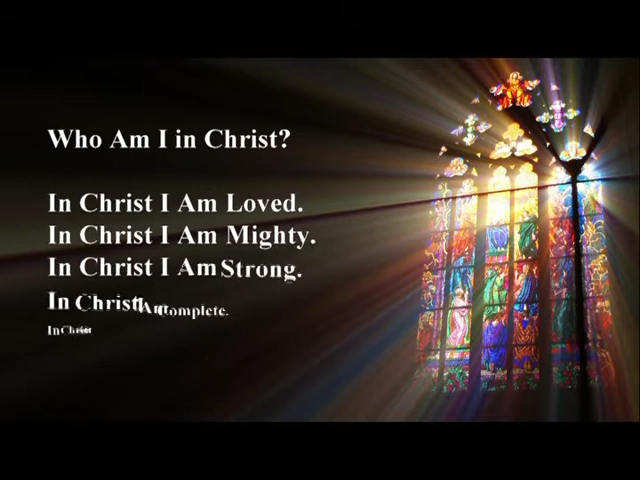 Who Am I in Christ?
In Christ I Am Loved.
In Christ I Am Mighty.
In Christ I Am Strong.
In Christ I Am Complete.
In Christ